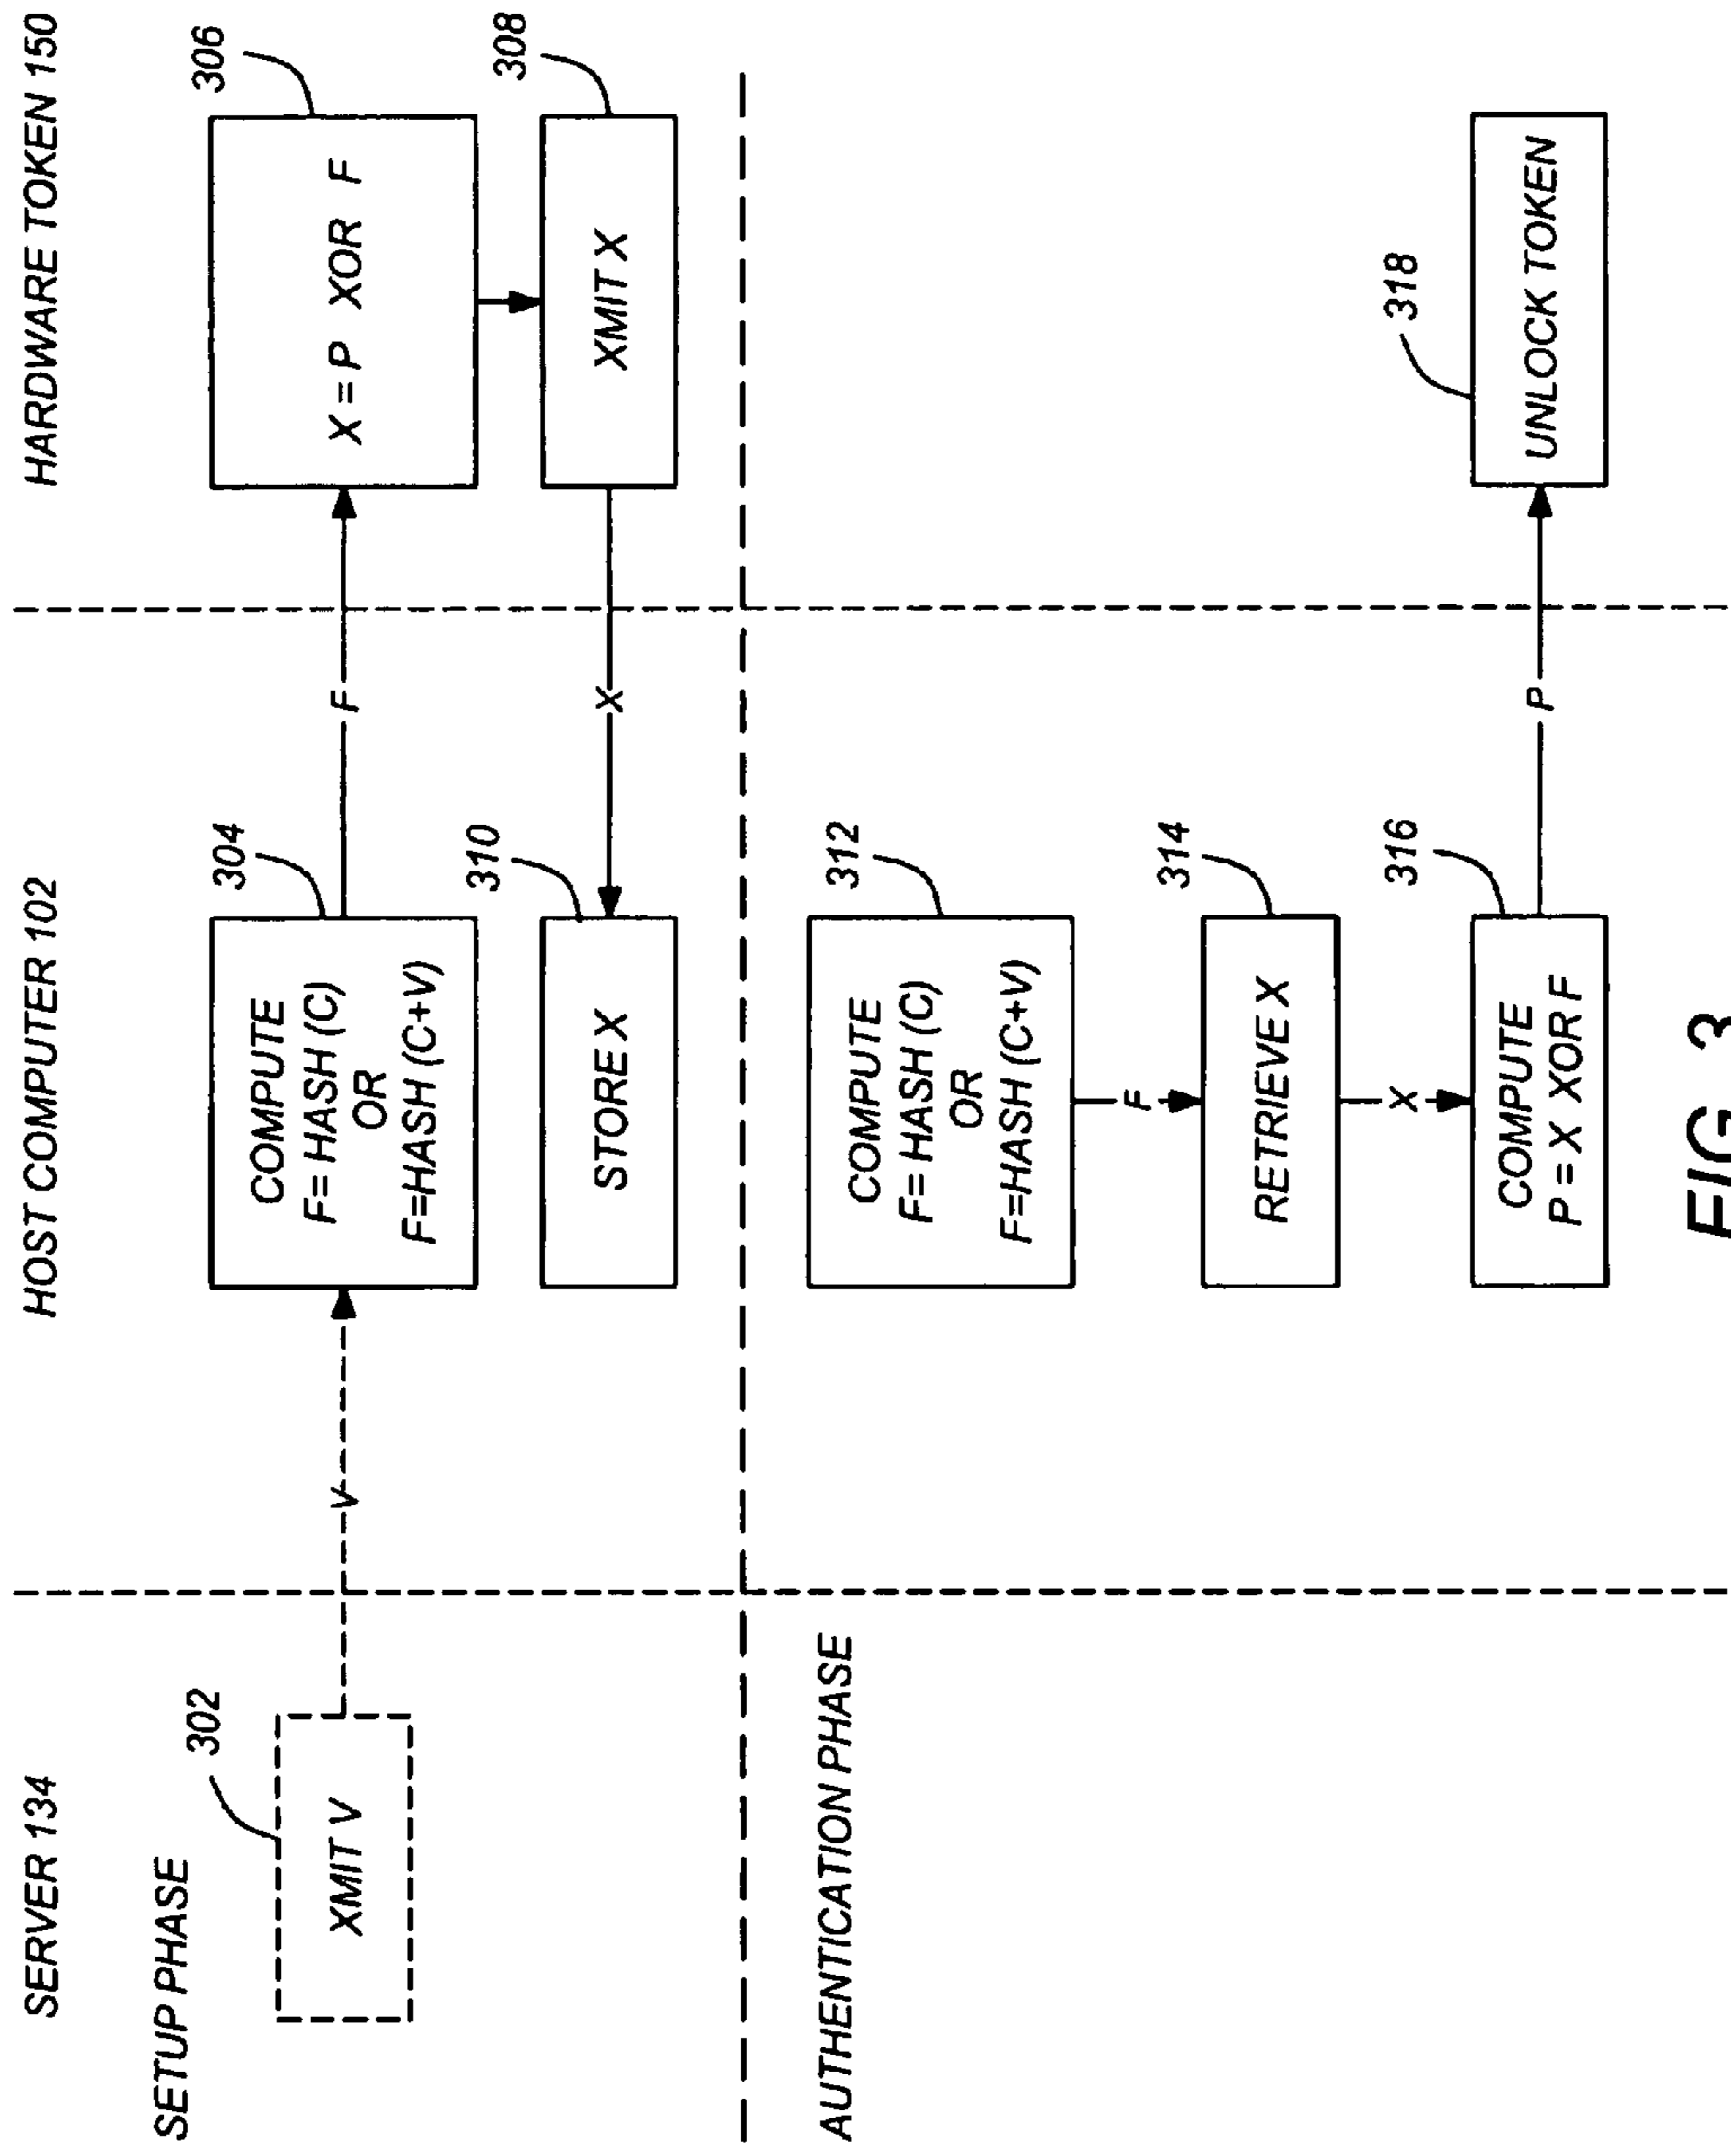 SERVER 134
HOST COMPUTER 102
HARDWARE TOKEN 150
SETUP PHASE
302
XMIT V
V
304
COMPUTE
F= HASH (C)
OR
F=HASH (C+V)
F
306
X = P XOR F
308
XMIT X
X
310
STORE X
AUTHENTICATION PHASE
312
COMPUTE
F= HASH (C)
OR
F=HASH (C+V)
F
314
RETRIEVE X
X
316
COMPUTE
P = X XOR F
P
318
UNLOCK TOKEN
FIG. 3